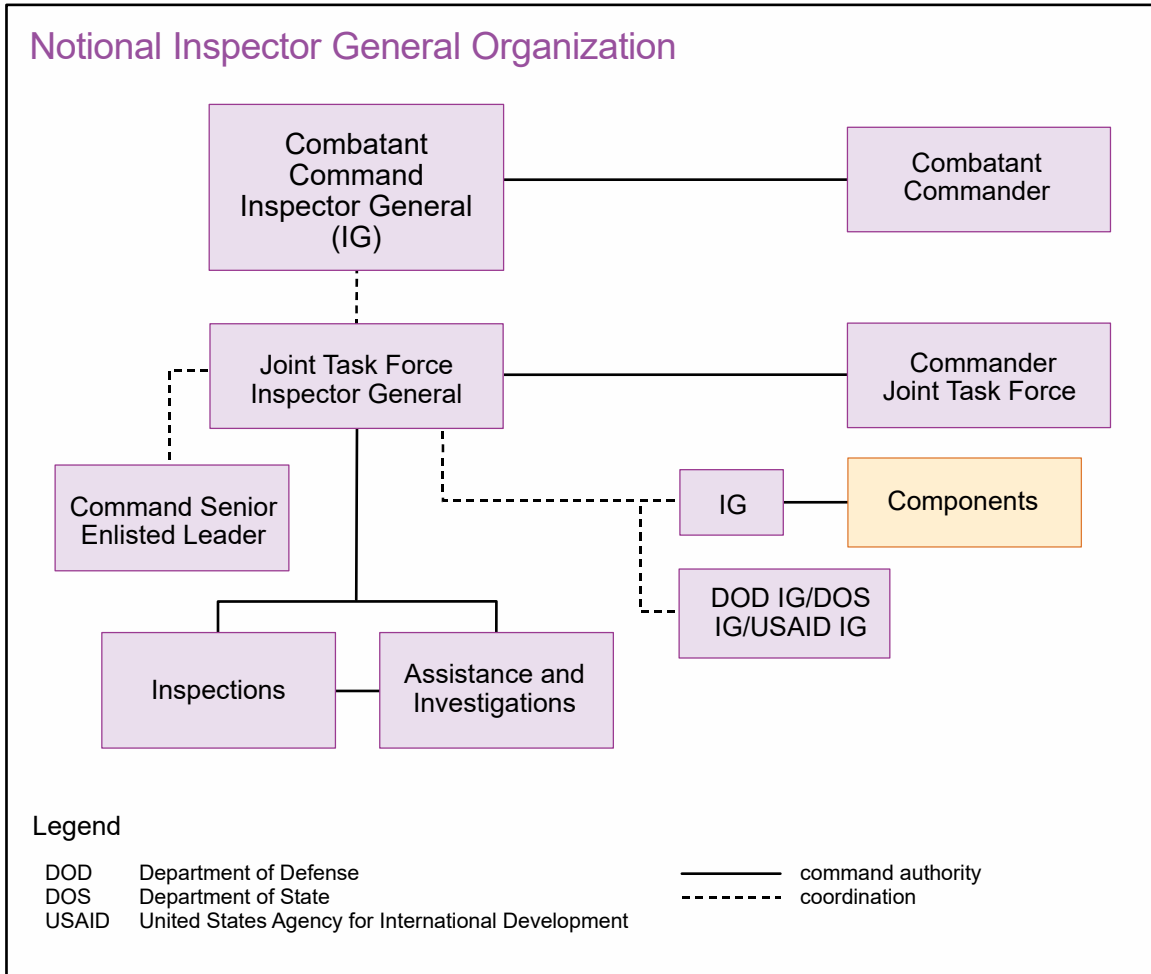 Notional Inspector General Organization
Combatant
Command
Inspector General
(IG)
Combatant
Commander
Joint Task Force
Inspector General
Commander
Joint Task Force
Command Senior
Enlisted Leader
IG
Components
DOD IG/DOS
IG/USAID IG
Inspections
Assistance and
Investigations
Legend
DOD Department of Defense
DOS Department of State
USAID United States Agency for International Development
command authority
coordination